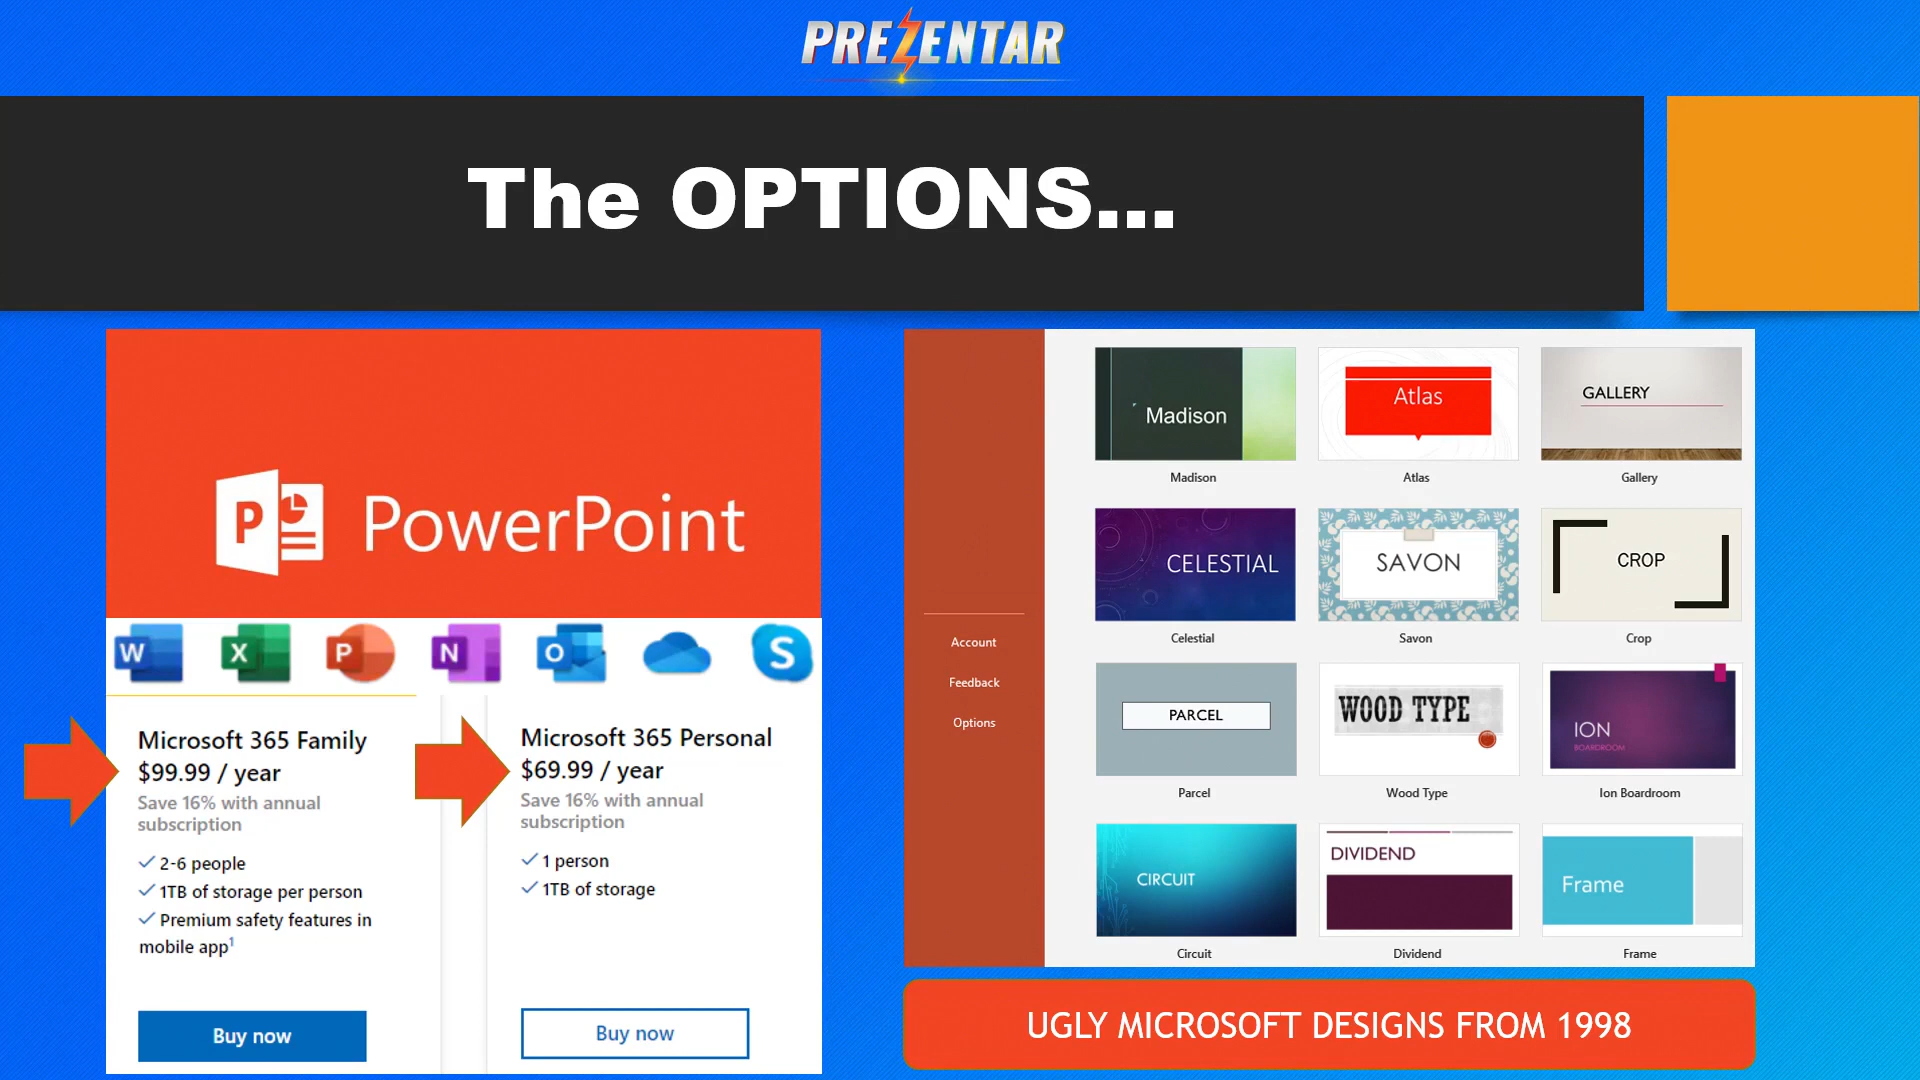 PREZENTAR
The OPTIONS...
P PowerPoint
W X P N O S
Microsoft 365 Family
$99.99 / year
Save 16% with annual
subscription
2-6 people
1TB of storage per person
Premium safety features in
mobile app1
Buy now
Microsoft 365 Personal
$69.99 / year
Save 16% with annual
subscription
1 person
1TB of storage
Buy now
Account
Feedback
Options
Madison
Atlas
GALLERY
Madison
Atlas
Gallery
CELESTIAL
SAVON
CROP
Celestial
Savon
Crop
PARCEL
WOOD TYPE
ION
BOARDROOM
Parcel
Wood Type
Ion Boardroom
CIRCUIT
DIVIDEND
Frame
Circuit
Dividend
Frame
UGLY MICROSOFT DESIGNS FROM 1998